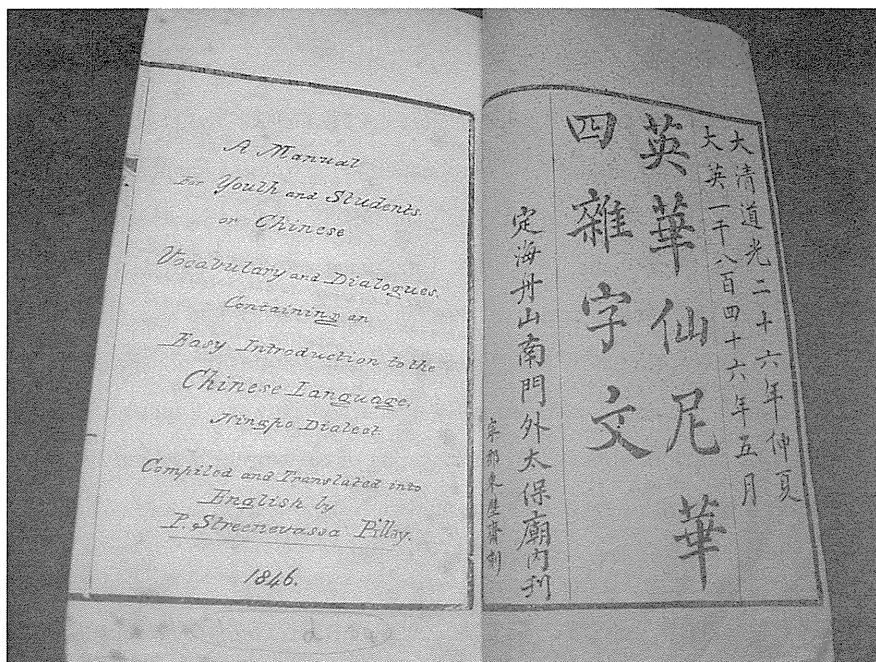 A Manual
For Youth and Students.
or Chinese
Vocabulary and Dialogues.
Containing an
Easy Introduction to the
Chinese Language.
Ningpo Dialect.
Compiled and Translated into
English by
P. Streenevassa Pillay.
1846.
大清道光二十六年仲夏
大英一千八百四十六年五月
英華仙尼華
四雜字文
定海舟山南門外太保廟內刊